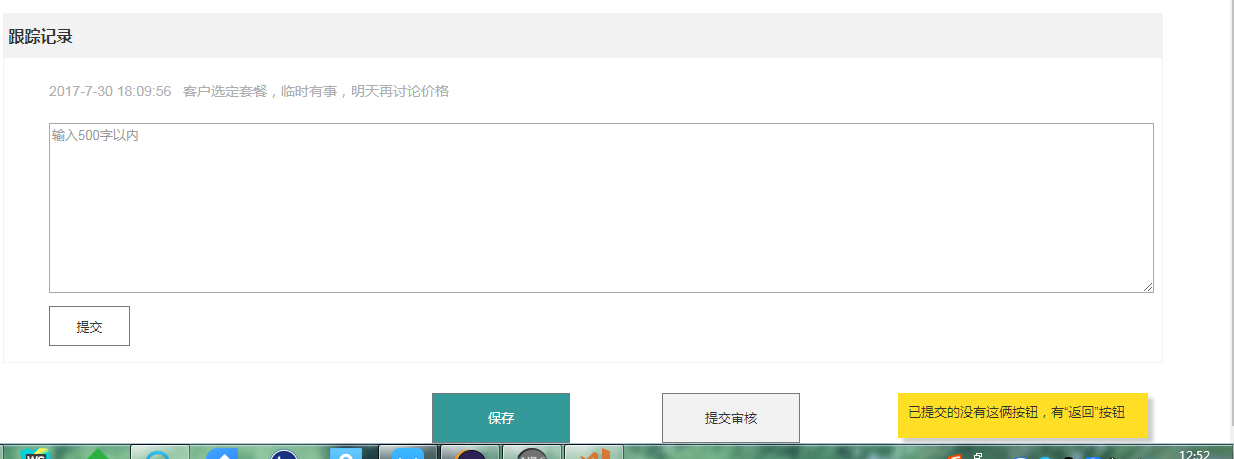 跟踪记录
2017-7-30 18:09:56 客户选定套餐，临时有事，明天再讨论价格
输入500字以内
提交
保存
提交审核
已提交的没有这俩按钮，有“返回”按钮
WS
12:52